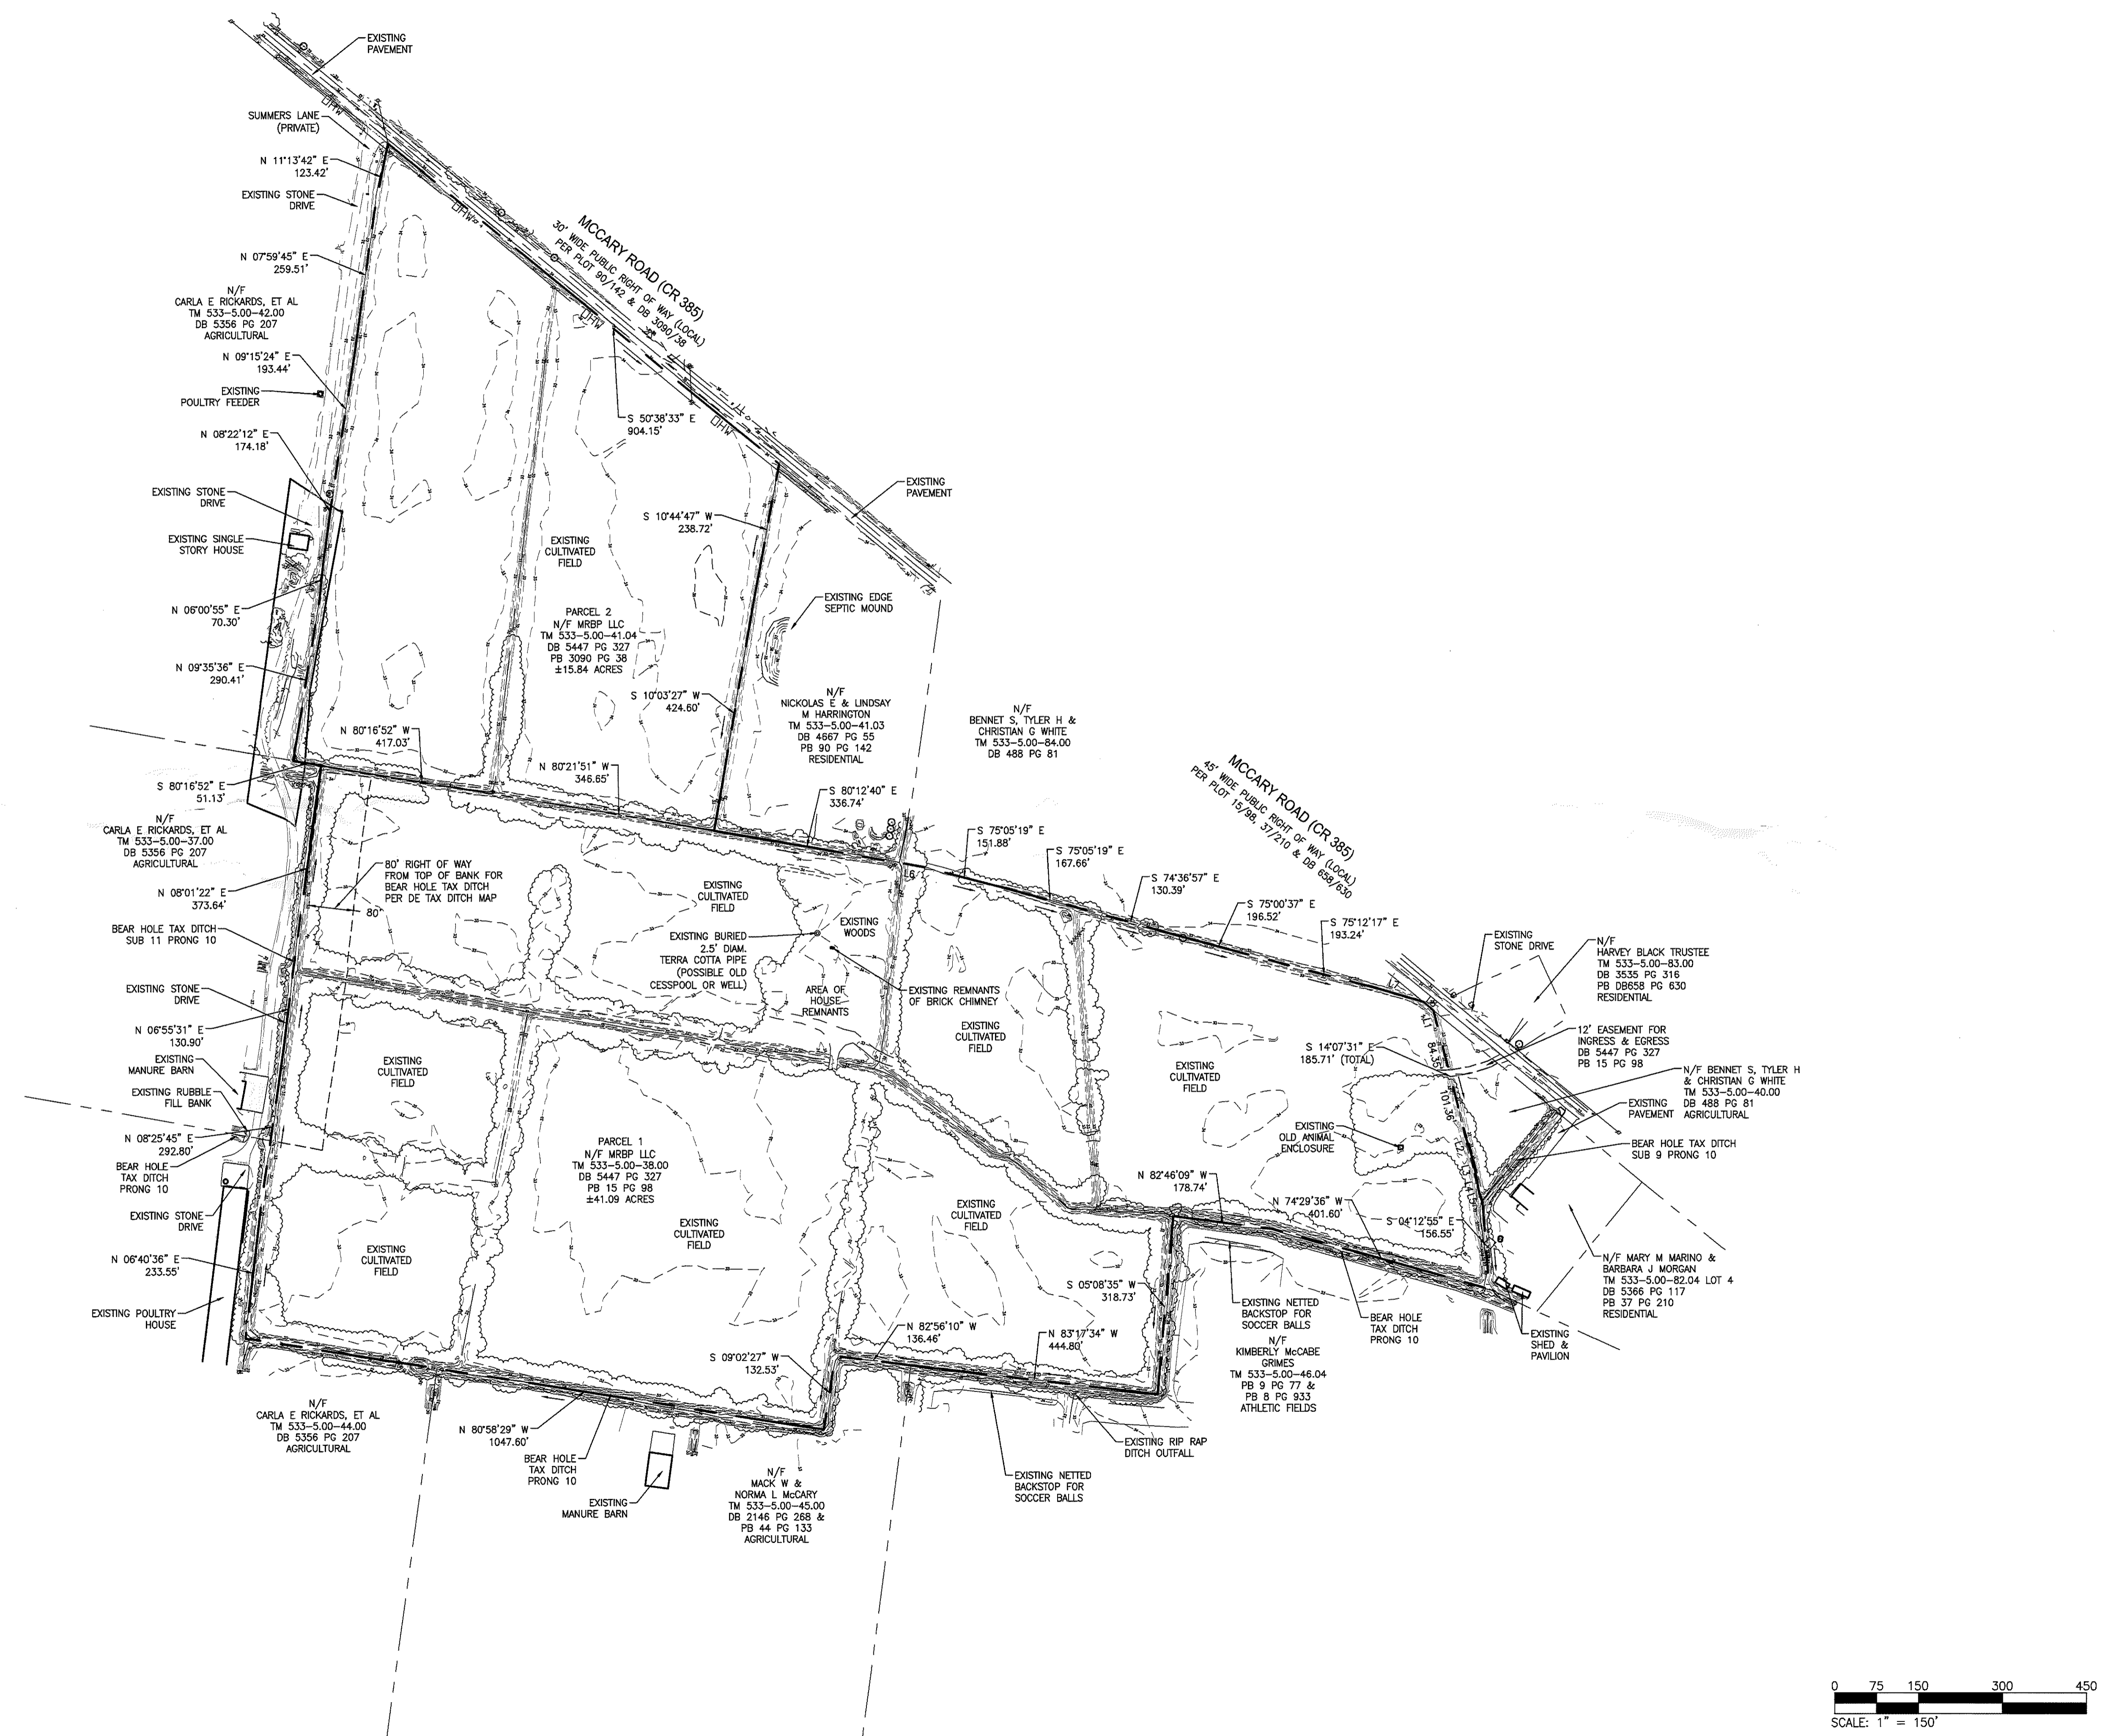 EXISTING
PAVEMENT
OHW
SUMMERS LANE
(PRIVATE)
N 11°13'42" E
123.42'
EXISTING STONE
DRIVE
OHW
MCCARY ROAD (CR 385)
30' WIDE PUBLIC RIGHT OF WAY (LOCAL)
PER PLOT 90/142 & DB 3090/38
N 07°59'45" E
259.51'
N/F
CARLA E RICKARDS, ET AL
TM 533-5.00-42.00
DB 5356 PG 207
AGRICULTURAL
OHW
N 09°15'24" E
193.44'
EXISTING
POULTRY FEEDER
S 50°38'33" E
904.15'
OHW
N 08°22'12" E
174.18'
EXISTING STONE
DRIVE
EXISTING
PAVEMENT
S 10°44'47" W
238.72'
EXISTING SINGLE
STORY HOUSE
EXISTING
CULTIVATED
FIELD
N 06°00'55" E
70.30'
EXISTING EDGE
SEPTIC MOUND
PARCEL 2
N/F MRBP LLC
TM 533-5.00-41.04
DB 5447 PG 327
PB 3090 PG 38
±15.84 ACRES
N 09°35'36" E
290.41'
S 10°03'27" W
424.60'
N/F
NICKOLAS E & LINDSAY
M HARRINGTON
TM 533-5.00-41.03
DB 4667 PG 55
PB 90 PG 142
RESIDENTIAL
N/F
BENNET S, TYLER H &
CHRISTIAN G WHITE
TM 533-5.00-84.00
DB 488 PG 81
N 80°16'52" W
417.03'
N 80°21'51" W
346.65'
S 80°16'52" E
51.13'
S 80°12'40" E
336.74'
MCCARY ROAD (CR 385)
45' WIDE PUBLIC RIGHT OF WAY (LOCAL)
PER PLOT 15/98, 37/210 & DB 658/630
N/F
CARLA E RICKARDS, ET AL
TM 533-5.00-37.00
DB 5356 PG 207
AGRICULTURAL
S 75°05'19" E
151.88'
S 75°05'19" E
167.66'
L6
80' RIGHT OF WAY
FROM TOP OF BANK FOR
BEAR HOLE TAX DITCH
PER DE TAX DITCH MAP
80'
N 08°01'22" E
373.64'
S 74°36'57" E
130.39'
S 75°00'37" E
196.52'
S 75°12'17" E
193.24'
EXISTING
CULTIVATED
FIELD
EXISTING
WOODS
BEAR HOLE TAX DITCH
SUB 11 PRONG 10
EXISTING BURIED
2.5' DIAM.
TERRA COTTA PIPE
(POSSIBLE OLD
CESSPOOL OR WELL)
EXISTING
STONE DRIVE
N/F
HARVEY BLACK TRUSTEE
TM 533-5.00-83.00
DB 3535 PG 316
PB DB658 PG 630
RESIDENTIAL
EXISTING STONE
DRIVE
AREA OF
HOUSE
REMNANTS
EXISTING REMNANTS
OF BRICK CHIMNEY
L1
N 06°55'31" E
130.90'
EXISTING
CULTIVATED
FIELD
12' EASEMENT FOR
INGRESS & EGRESS
DB 5447 PG 327
PB 15 PG 98
S 14°07'31" E
185.71' (TOTAL)
84.35'
101.36'
EXISTING
MANURE BARN
EXISTING
CULTIVATED
FIELD
EXISTING
CULTIVATED
FIELD
N/F BENNET S, TYLER H
& CHRISTIAN G WHITE
TM 533-5.00-40.00
DB 488 PG 81
AGRICULTURAL
EXISTING RUBBLE
FILL BANK
EXISTING
PAVEMENT
N 08°25'45" E
292.80'
PARCEL 1
N/F MRBP LLC
TM 533-5.00-38.00
DB 5447 PG 327
PB 15 PG 98
±41.09 ACRES
EXISTING
OLD ANIMAL
ENCLOSURE
BEAR HOLE TAX DITCH
SUB 9 PRONG 10
BEAR HOLE
TAX DITCH
PRONG 10
N 82°46'09" W
178.74'
N 74°29'36" W
401.60'
S 04°12'55" E
156.55'
EXISTING STONE
DRIVE
EXISTING
CULTIVATED
FIELD
EXISTING
CULTIVATED
FIELD
N 06°40'36" E
233.55'
EXISTING
CULTIVATED
FIELD
N/F MARY M MARINO &
BARBARA J MORGAN
TM 533-5.00-82.04 LOT 4
DB 5366 PG 117
PB 37 PG 210
RESIDENTIAL
S 05°08'35" W
318.73'
EXISTING NETTED
BACKSTOP FOR
SOCCER BALLS
BEAR HOLE
TAX DITCH
PRONG 10
EXISTING POULTRY
HOUSE
N 82°56'10" W
136.46'
N 83°17'34" W
444.80'
EXISTING
SHED &
PAVILION
N/F
KIMBERLY McCABE
GRIMES
TM 533-5.00-46.04
PB 9 PG 77 &
PB 8 PG 933
ATHLETIC FIELDS
S 09°02'27" W
132.53'
N/F
CARLA E RICKARDS, ET AL
TM 533-5.00-44.00
DB 5356 PG 207
AGRICULTURAL
N 80°58'29" W
1047.60'
EXISTING RIP RAP
DITCH OUTFALL
BEAR HOLE
TAX DITCH
PRONG 10
N/F
MACK W &
NORMA L McCARY
TM 533-5.00-45.00
DB 2146 PG 268 &
PB 44 PG 133
AGRICULTURAL
EXISTING NETTED
BACKSTOP FOR
SOCCER BALLS
EXISTING
MANURE BARN
0 75 150 300 450
SCALE: 1" = 150'